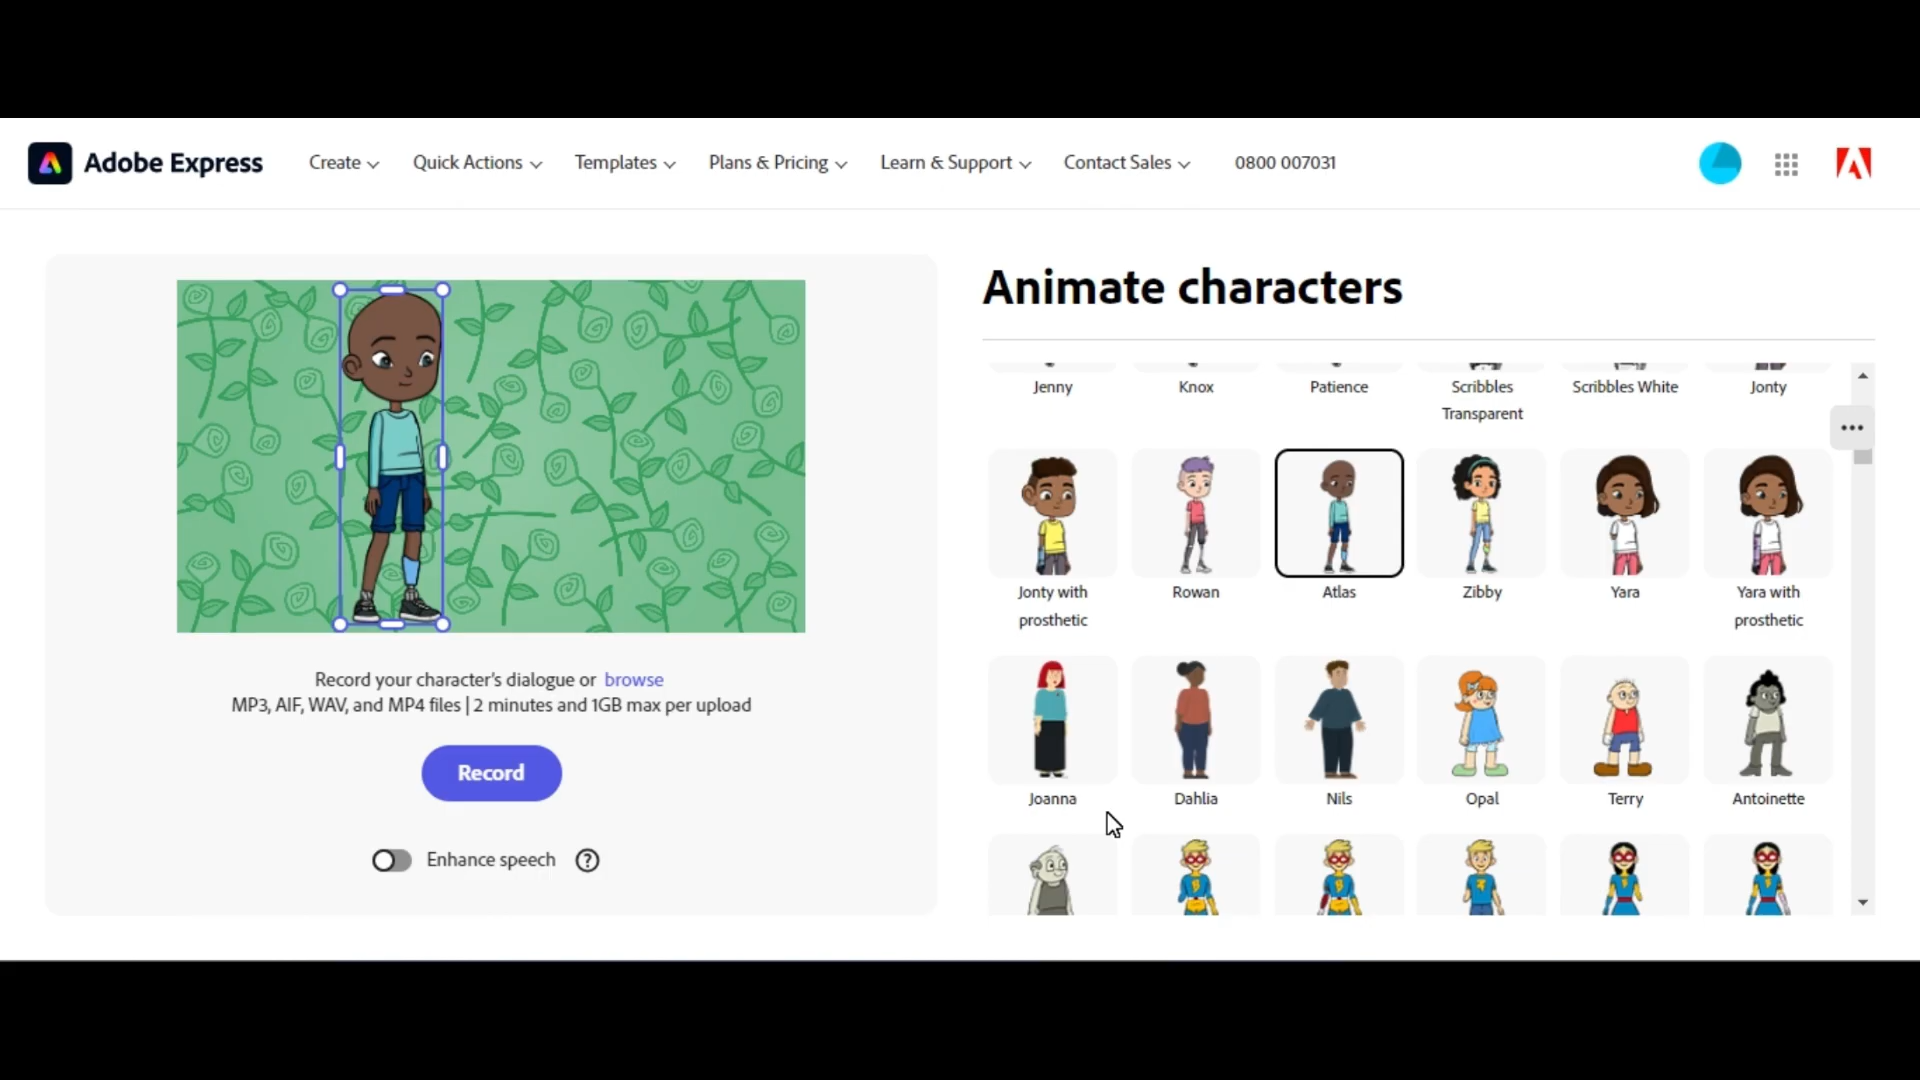 Adobe Express
Create
Quick Actions
Templates
Plans & Pricing
Learn & Support
Contact Sales
0800 007031
Record your character's dialogue or browse
MP3, AIF, WAV, and MP4 files | 2 minutes and 1GB max per upload
Record
Enhance speech
?
Animate characters
Jenny
Knox
Patience
Scribbles
Transparent
Scribbles White
Jonty
Jonty with
prosthetic
Rowan
Atlas
Zibby
Yara
Yara with
prosthetic
Joanna
Dahlia
Nils
Opal
Terry
Antoinette